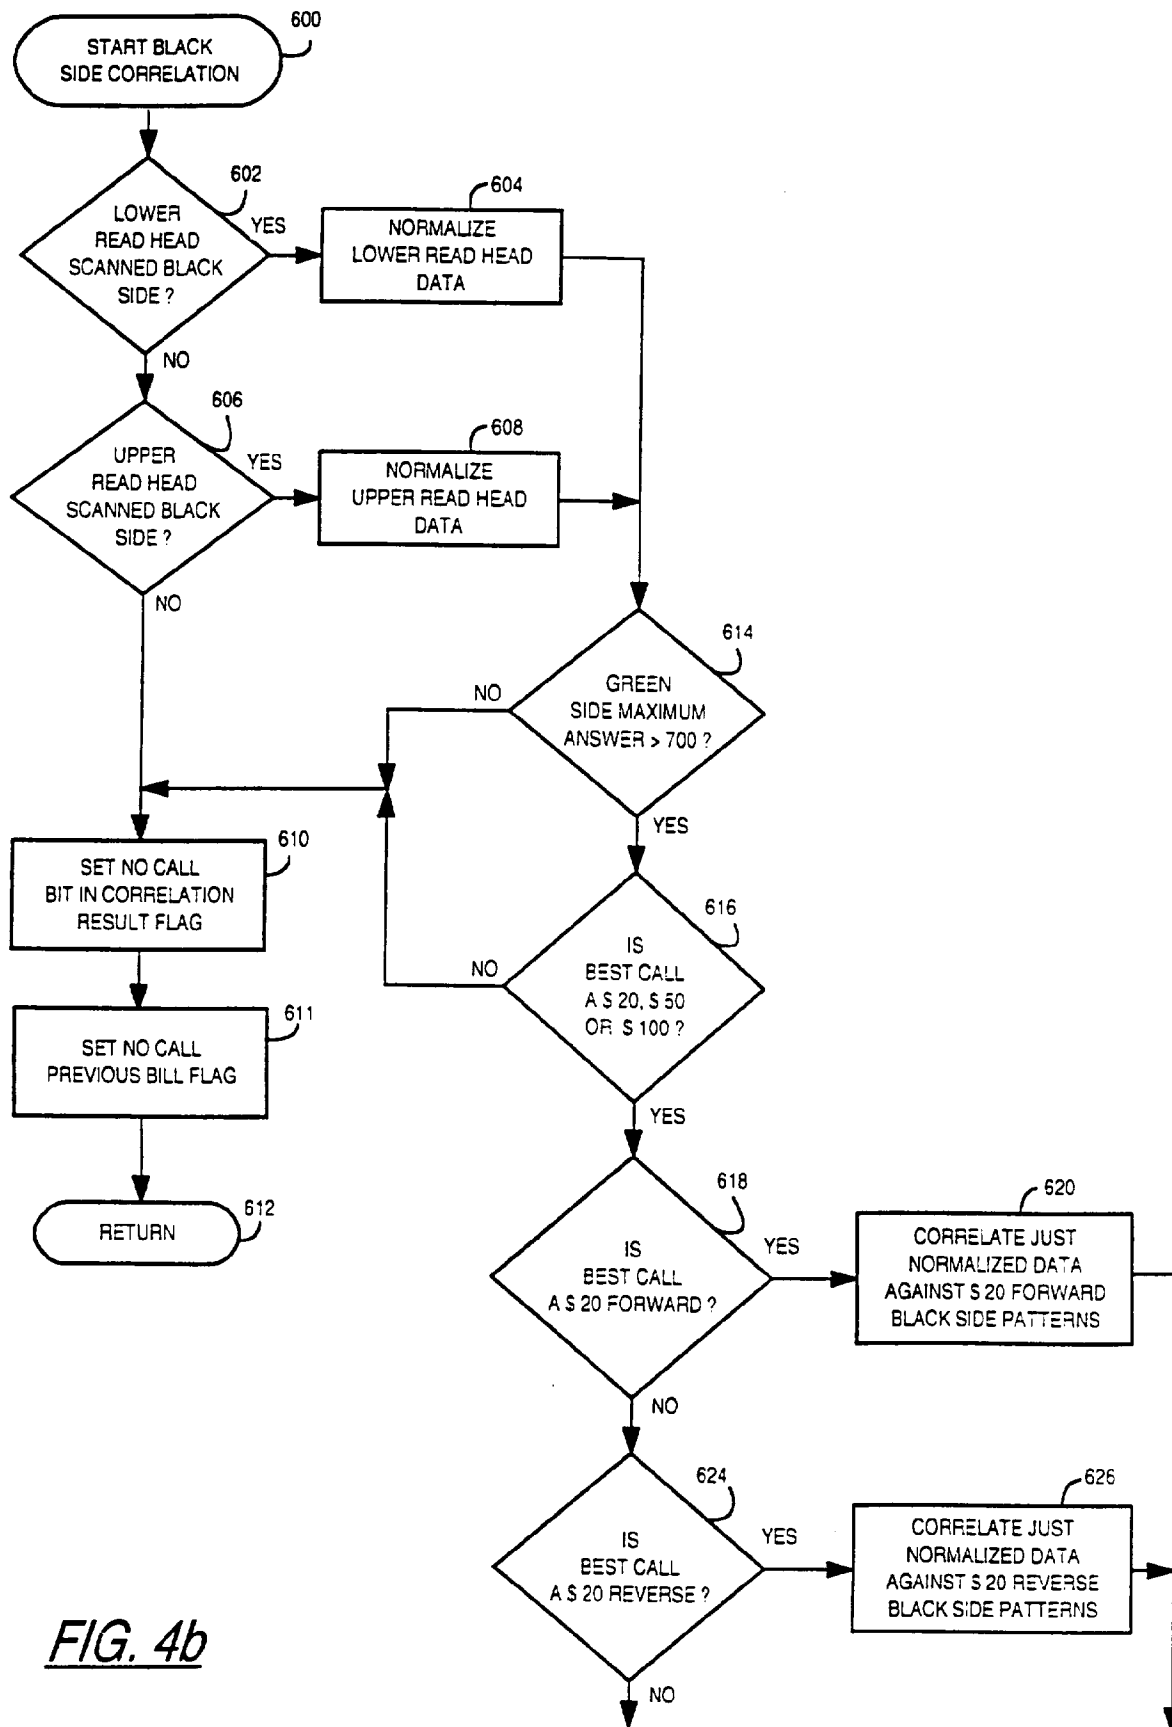 600
START BLACK
SIDE CORRELATION
602
LOWER
READ HEAD
SCANNED BLACK
SIDE ?
YES
NO
604
NORMALIZE
LOWER READ HEAD
DATA
606
UPPER
READ HEAD
SCANNED BLACK
SIDE ?
YES
NO
608
NORMALIZE
UPPER READ HEAD
DATA
614
GREEN
SIDE MAXIMUM
ANSWER > 700 ?
NO
YES
610
SET NO CALL
BIT IN CORRELATION
RESULT FLAG
616
IS
BEST CALL
A $ 20, $ 50
OR $ 100 ?
NO
YES
611
SET NO CALL
PREVIOUS BILL FLAG
612
RETURN
618
IS
BEST CALL
A $ 20 FORWARD ?
YES
NO
620
CORRELATE JUST
NORMALIZED DATA
AGAINST $ 20 FORWARD
BLACK SIDE PATTERNS
624
IS
BEST CALL
A $ 20 REVERSE ?
YES
NO
626
CORRELATE JUST
NORMALIZED DATA
AGAINST $ 20 REVERSE
BLACK SIDE PATTERNS
FIG. 4b